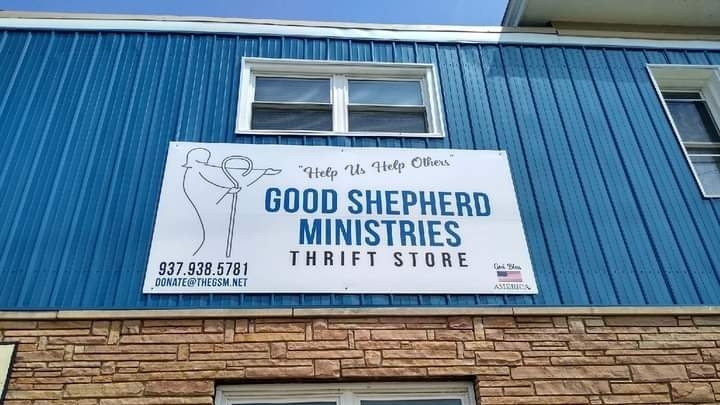 "Help Us Help Others"
GOOD SHEPHERD
MINISTRIES
THRIFT STORE
937.938.5781
DONATE@THEGSM.NET
God Bless
AMERICA